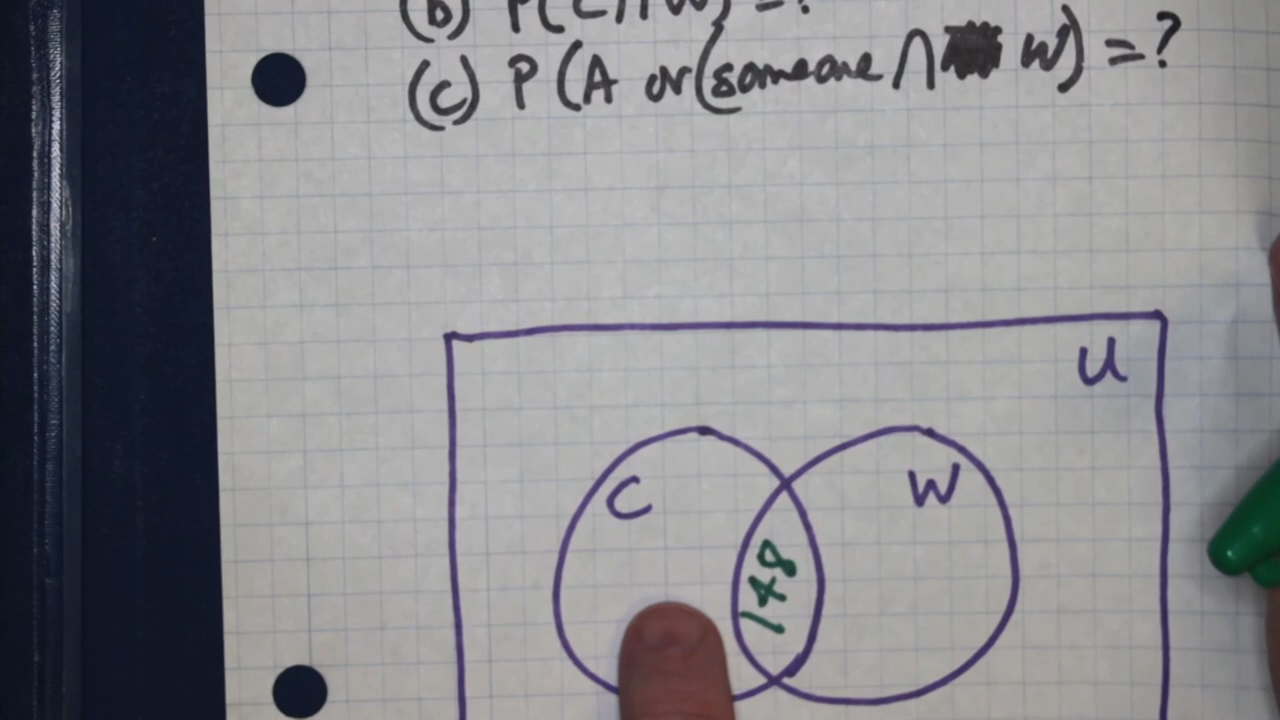 (b) P(C∩W) = ?
(c) P(A or (someone ∩ W) = ?
U
C
W
148